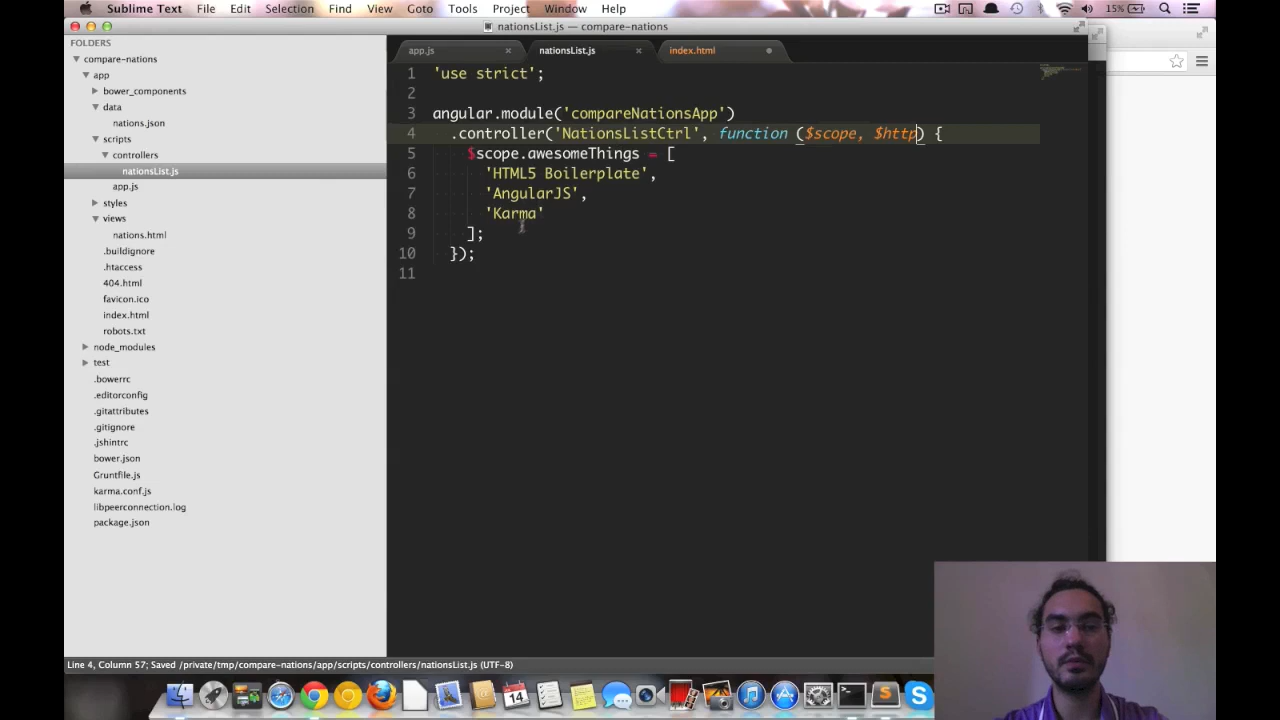 Sublime Text File Edit Selection Find View Goto Tools Project Window Help 15%
nationsList.js — compare-nations
FOLDERS
compare-nations
app
bower_components
data
nations.json
scripts
controllers
nationsList.js
app.js
styles
views
nations.html
.buildignore
.htaccess
404.html
favicon.ico
index.html
robots.txt
node_modules
test
.bowerrc
.editorconfig
.gitattributes
.gitignore
.jshintrc
bower.json
Gruntfile.js
karma.conf.js
libpeerconnection.log
package.json
app.js nationsList.js index.html
1 'use strict';
2
3 angular.module('compareNationsApp')
4 .controller('NationsListCtrl', function ($scope, $http) {
5 $scope.awesomeThings = [
6 'HTML5 Boilerplate',
7 'AngularJS',
8 'Karma'
9 ];
10 });
11
Line 4, Column 57; Saved /private/tmp/compare-nations/app/scripts/controllers/nationsList.js (UTF-8)
14